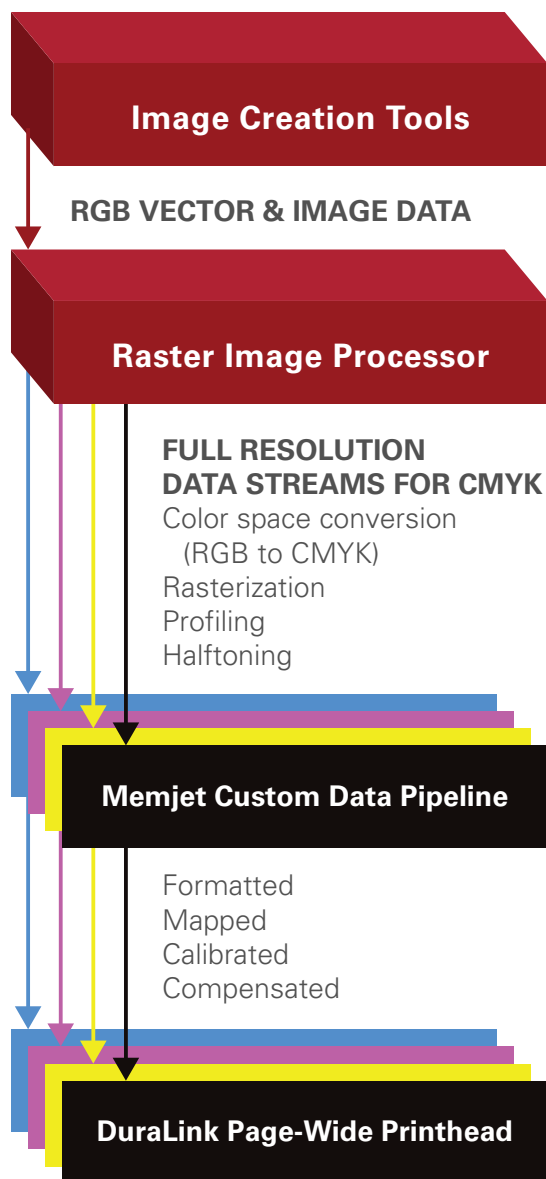 Image Creation Tools
RGB VECTOR & IMAGE DATA
Raster Image Processor
FULL RESOLUTION
DATA STREAMS FOR CMYK
Color space conversion
(RGB to CMYK)
Rasterization
Profiling
Halftoning
Memjet Custom Data Pipeline
Formatted
Mapped
Calibrated
Compensated
DuraLink Page-Wide Printhead